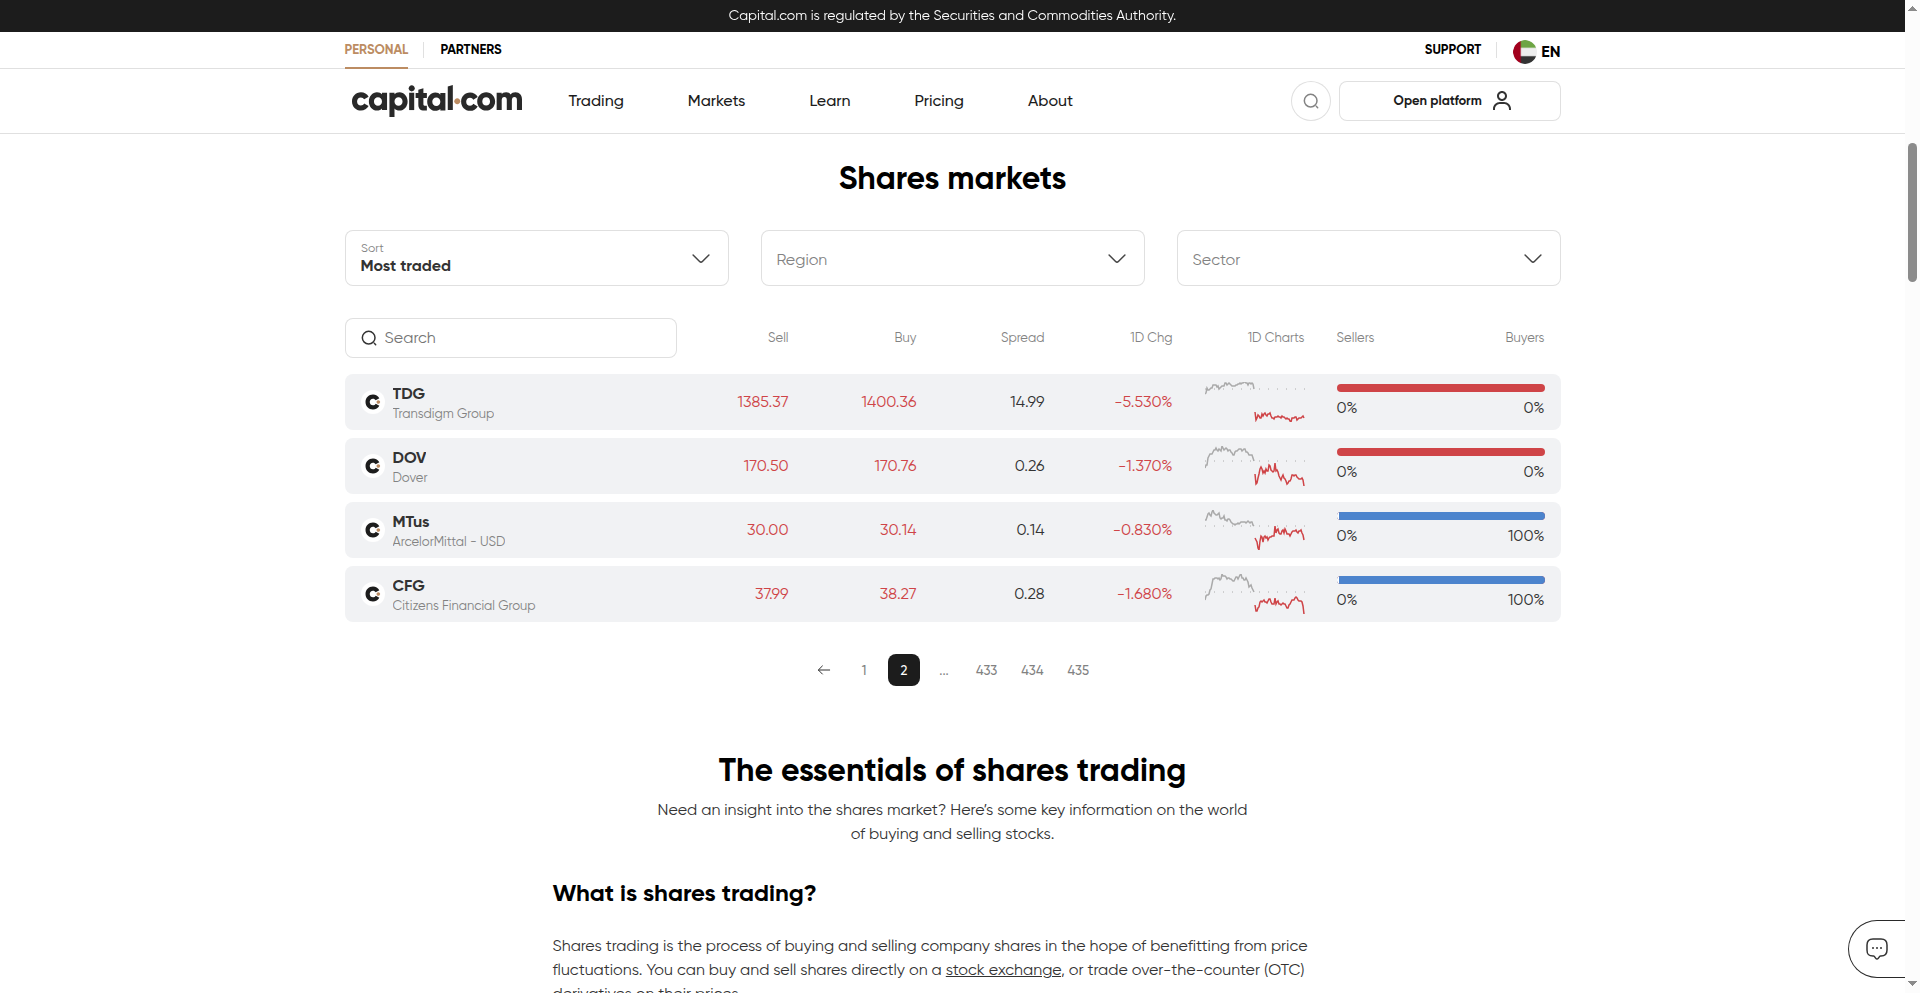 Capital.com is regulated by the Securities and Commodities Authority.
PERSONAL PARTNERS SUPPORT EN
capital.com Trading Markets Learn Pricing About Open platform
Shares markets
Sort
Most traded
Region
Sector
Search Sell Buy Spread 1D Chg 1D Charts Sellers Buyers
TDG
Transdigm Group
1385.37 1400.36 14.99 -5.530% 0% 0%
DOV
Dover
170.50 170.76 0.26 -1.370% 0% 0%
MTus
ArcelorMittal - USD
30.00 30.14 0.14 -0.830% 0% 100%
CFG
Citizens Financial Group
37.99 38.27 0.28 -1.680% 0% 100%
1 2 ... 433 434 435
The essentials of shares trading
Need an insight into the shares market? Here's some key information on the world
of buying and selling stocks.
What is shares trading?
Shares trading is the process of buying and selling company shares in the hope of benefitting from price
fluctuations. You can buy and sell shares directly on a stock exchange, or trade over-the-counter (OTC)
derivatives on their prices.